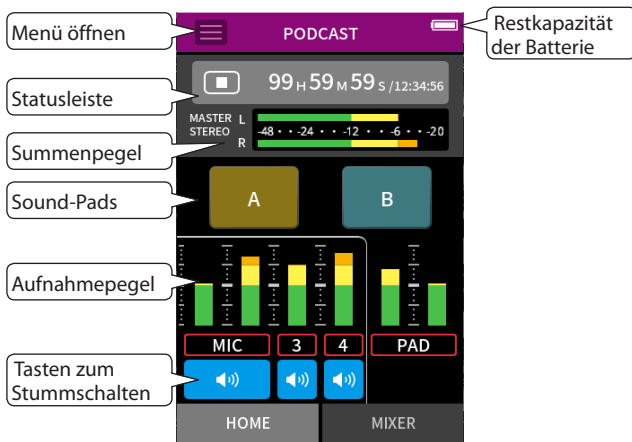 Menü öffnen
PODCAST
Restkapazität
der Batterie
Statusleiste
99 H 59 M 59 S /12:34:56
MASTER L
STEREO
-48 · · -24 · · -12 · · -6 · · -20
R
Summenpegel
Sound-Pads
A B
Aufnahmepegel
MIC 3 4 PAD
Tasten zum
Stummschalten
HOME MIXER